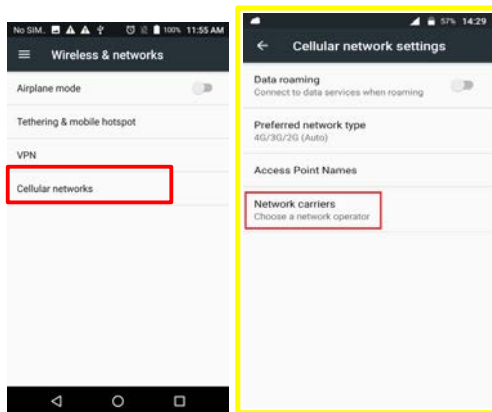 No SIM. 100% 11:55 AM
Wireless & networks
Airplane mode
Tethering & mobile hotspot
VPN
Cellular networks
57% 14:29
Cellular network settings
Data roaming
Connect to data services when roaming
Preferred network type
4G/3G/2G (Auto)
Access Point Names
Network carriers
Choose a network operator